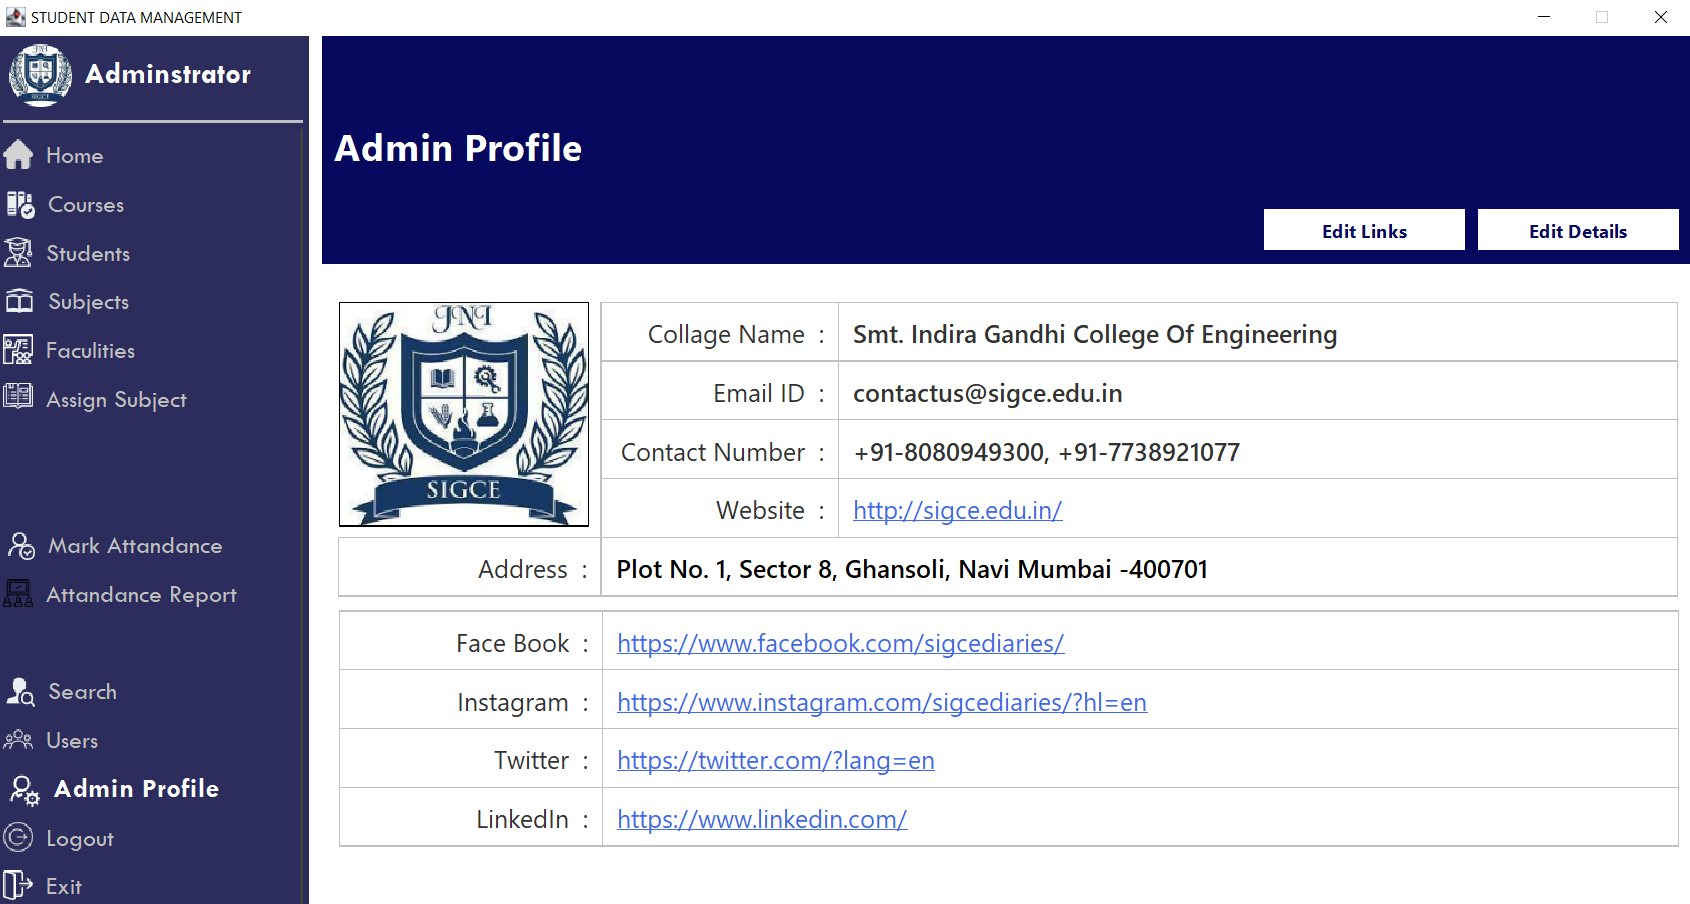 STUDENT DATA MANAGEMENT
JNI
SIGCE
Adminstrator
Home
Courses
Students
Subjects
Faculities
Assign Subject
Mark Attandance
Attandance Report
Search
Users
Admin Profile
Logout
Exit
Admin Profile
Edit Links
Edit Details
JNI
SIGCE
Collage Name : Smt. Indira Gandhi College Of Engineering
Email ID : contactus@sigce.edu.in
Contact Number : +91-8080949300, +91-7738921077
Website : http://sigce.edu.in/
Address : Plot No. 1, Sector 8, Ghansoli, Navi Mumbai -400701
Face Book : https://www.facebook.com/sigcediaries/
Instagram : https://www.instagram.com/sigcediaries/?hl=en
Twitter : https://twitter.com/?lang=en
LinkedIn : https://www.linkedin.com/